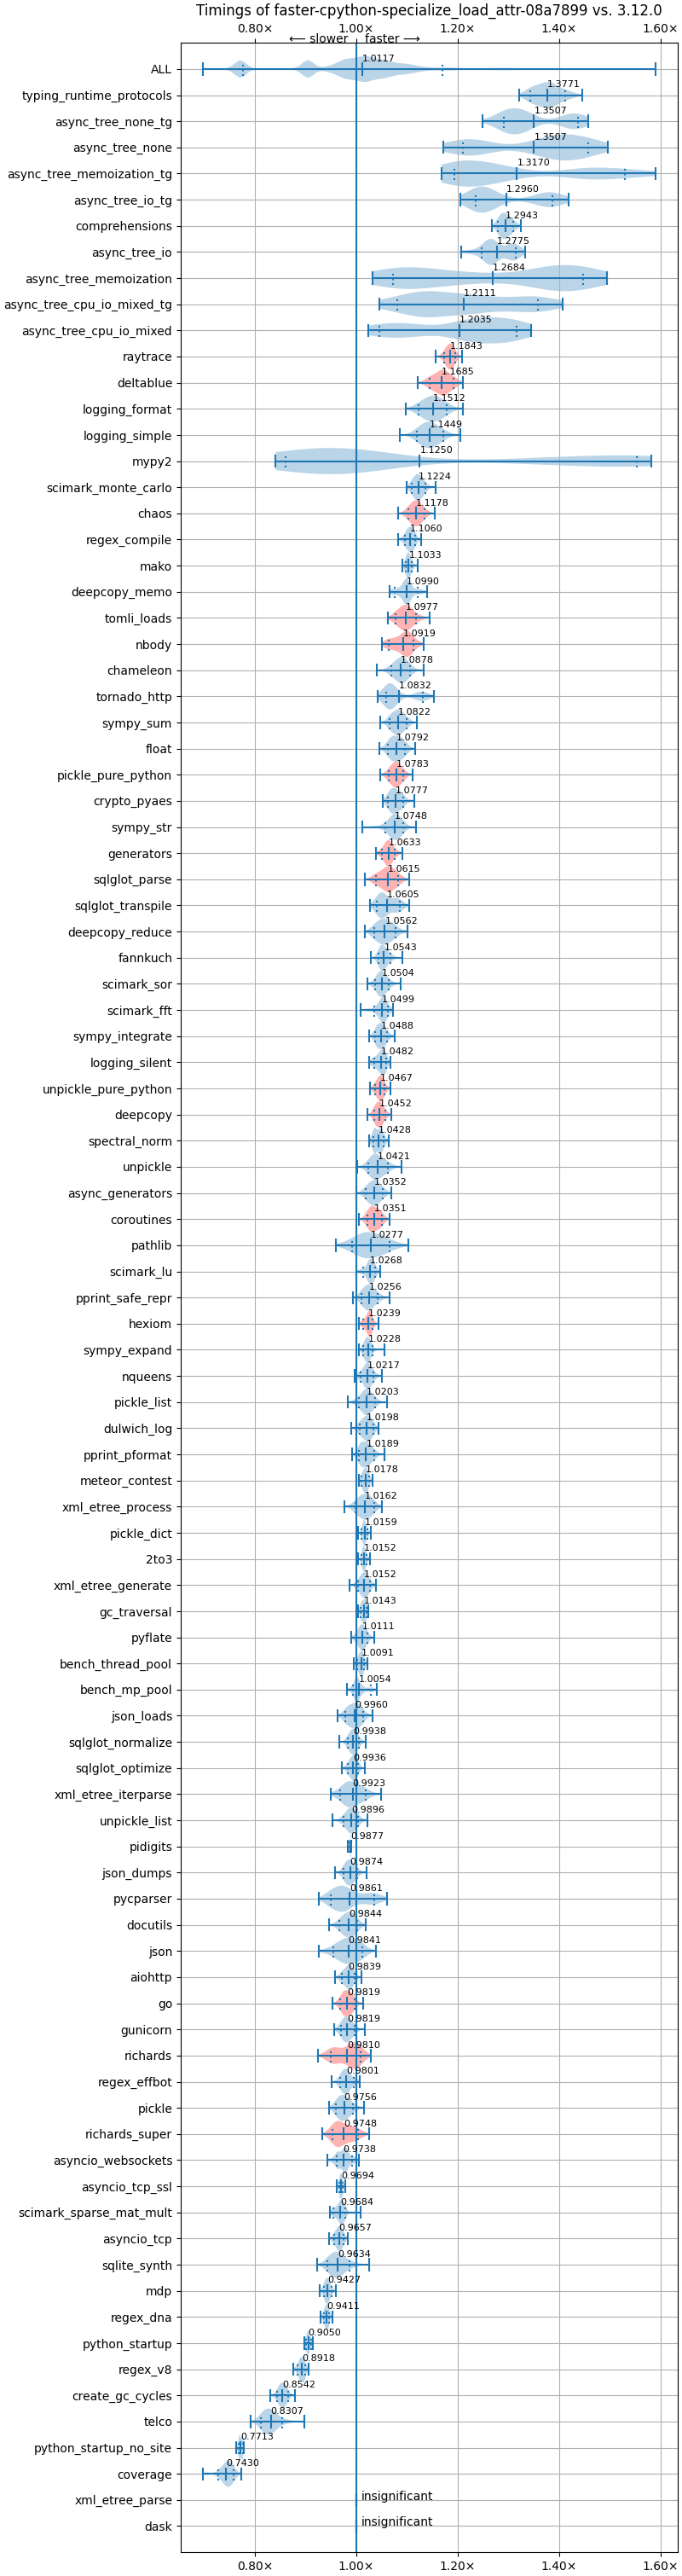 Timings of faster-cpython-specialize_load_attr-08a7899 vs. 3.12.0
0.80× 1.00× 1.20× 1.40× 1.60×
⟵ slower faster ⟶
ALL 1.0117
typing_runtime_protocols 1.3771
async_tree_none_tg 1.3507
async_tree_none 1.3507
async_tree_memoization_tg 1.3170
async_tree_io_tg 1.2960
comprehensions 1.2943
async_tree_io 1.2775
async_tree_memoization 1.2684
async_tree_cpu_io_mixed_tg 1.2111
async_tree_cpu_io_mixed 1.2035
raytrace 1.1843
deltablue 1.1685
logging_format 1.1512
logging_simple 1.1449
mypy2 1.1250
scimark_monte_carlo 1.1224
chaos 1.1178
regex_compile 1.1060
mako 1.1033
deepcopy_memo 1.0990
tomli_loads 1.0977
nbody 1.0919
chameleon 1.0878
tornado_http 1.0832
sympy_sum 1.0822
float 1.0792
pickle_pure_python 1.0783
crypto_pyaes 1.0777
sympy_str 1.0748
generators 1.0633
sqlglot_parse 1.0615
sqlglot_transpile 1.0605
deepcopy_reduce 1.0562
fannkuch 1.0543
scimark_sor 1.0504
scimark_fft 1.0499
sympy_integrate 1.0488
logging_silent 1.0482
unpickle_pure_python 1.0467
deepcopy 1.0452
spectral_norm 1.0428
unpickle 1.0421
async_generators 1.0352
coroutines 1.0351
pathlib 1.0277
scimark_lu 1.0268
pprint_safe_repr 1.0256
hexiom 1.0239
sympy_expand 1.0228
nqueens 1.0217
pickle_list 1.0203
dulwich_log 1.0198
pprint_pformat 1.0189
meteor_contest 1.0178
xml_etree_process 1.0162
pickle_dict 1.0159
2to3 1.0152
xml_etree_generate 1.0152
gc_traversal 1.0143
pyflate 1.0111
bench_thread_pool 1.0091
bench_mp_pool 1.0054
json_loads 0.9960
sqlglot_normalize 0.9938
sqlglot_optimize 0.9936
xml_etree_iterparse 0.9923
unpickle_list 0.9896
pidigits 0.9877
json_dumps 0.9874
pycparser 0.9861
docutils 0.9844
json 0.9841
aiohttp 0.9839
go 0.9819
gunicorn 0.9819
richards 0.9810
regex_effbot 0.9801
pickle 0.9756
richards_super 0.9748
asyncio_websockets 0.9738
asyncio_tcp_ssl 0.9694
scimark_sparse_mat_mult 0.9684
asyncio_tcp 0.9657
sqlite_synth 0.9634
mdp 0.9427
regex_dna 0.9411
python_startup 0.9050
regex_v8 0.8918
create_gc_cycles 0.8542
telco 0.8307
python_startup_no_site 0.7713
coverage 0.7430
xml_etree_parse insignificant
dask insignificant
0.80× 1.00× 1.20× 1.40× 1.60×